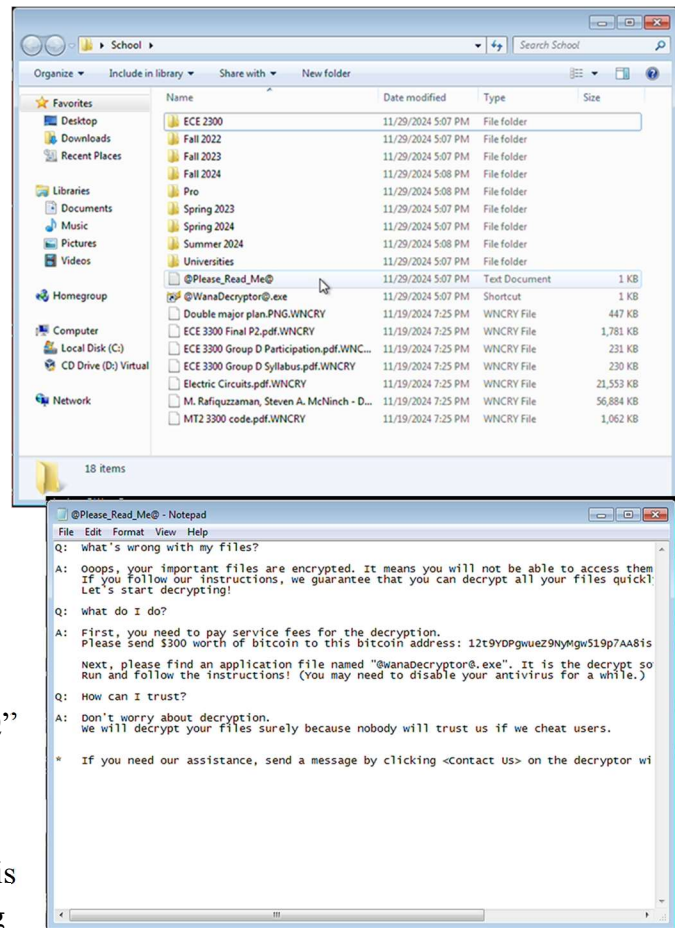 School
Search School
Organize Include in library Share with New folder
Name Date modified Type Size
Favorites
Desktop
Downloads
Recent Places
Libraries
Documents
Music
Pictures
Videos
Homegroup
Computer
Local Disk (C:)
CD Drive (D:) Virtual
Network
ECE 2300 11/29/2024 5:07 PM File folder
Fall 2022 11/29/2024 5:07 PM File folder
Fall 2023 11/29/2024 5:07 PM File folder
Fall 2024 11/29/2024 5:08 PM File folder
Pro 11/29/2024 5:08 PM File folder
Spring 2023 11/29/2024 5:07 PM File folder
Spring 2024 11/29/2024 5:07 PM File folder
Summer 2024 11/29/2024 5:08 PM File folder
Universities 11/29/2024 5:07 PM File folder
@Please_Read_Me@ 11/29/2024 5:07 PM Text Document 1 KB
@WanaDecryptor@.exe 11/29/2024 5:07 PM Shortcut 1 KB
Double major plan.PNG.WNCRY 11/19/2024 7:25 PM WNCRY File 447 KB
ECE 3300 Final P2.pdf.WNCRY 11/19/2024 7:25 PM WNCRY File 1,781 KB
ECE 3300 Group D Participation.pdf.WNC... 11/19/2024 7:25 PM WNCRY File 231 KB
ECE 3300 Group D Syllabus.pdf.WNCRY 11/19/2024 7:25 PM WNCRY File 230 KB
Electric Circuits.pdf.WNCRY 11/19/2024 7:25 PM WNCRY File 21,553 KB
M. Rafiquzzaman, Steven A. McNinch - D... 11/19/2024 7:25 PM WNCRY File 56,884 KB
MT2 3300 code.pdf.WNCRY 11/19/2024 7:25 PM WNCRY File 1,062 KB
18 items
@Please_Read_Me@ - Notepad
File Edit Format View Help
Q: What's wrong with my files?
A: Ooops, your important files are encrypted. It means you will not be able to access them
If you follow our instructions, we guarantee that you can decrypt all your files quickl
Let's start decrypting!
Q: What do I do?
A: First, you need to pay service fees for the decryption.
Please send $300 worth of bitcoin to this bitcoin address: 12t9YDPgwueZ9NyMgw519p7AA8is
Next, please find an application file named "@WanaDecryptor@.exe". It is the decrypt so
Run and follow the instructions! (You may need to disable your antivirus for a while.)
Q: How can I trust?
A: Don't worry about decryption.
We will decrypt your files surely because nobody will trust us if we cheat users.
* If you need our assistance, send a message by clicking <Contact Us> on the decryptor wi